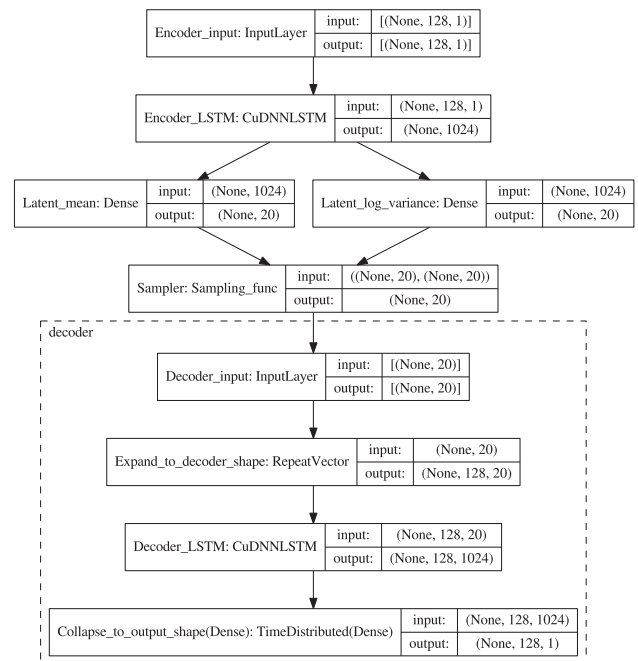 Encoder_input: InputLayer
input: [(None, 128, 1)]
output: [(None, 128, 1)]
Encoder_LSTM: CuDNNLSTM
input: (None, 128, 1)
output: (None, 1024)
Latent_mean: Dense
input: (None, 1024)
output: (None, 20)
Latent_log_variance: Dense
input: (None, 1024)
output: (None, 20)
Sampler: Sampling_func
input: ((None, 20), (None, 20))
output: (None, 20)
decoder
Decoder_input: InputLayer
input: [(None, 20)]
output: [(None, 20)]
Expand_to_decoder_shape: RepeatVector
input: (None, 20)
output: (None, 128, 20)
Decoder_LSTM: CuDNNLSTM
input: (None, 128, 20)
output: (None, 128, 1024)
Collapse_to_output_shape(Dense): TimeDistributed(Dense)
input: (None, 128, 1024)
output: (None, 128, 1)